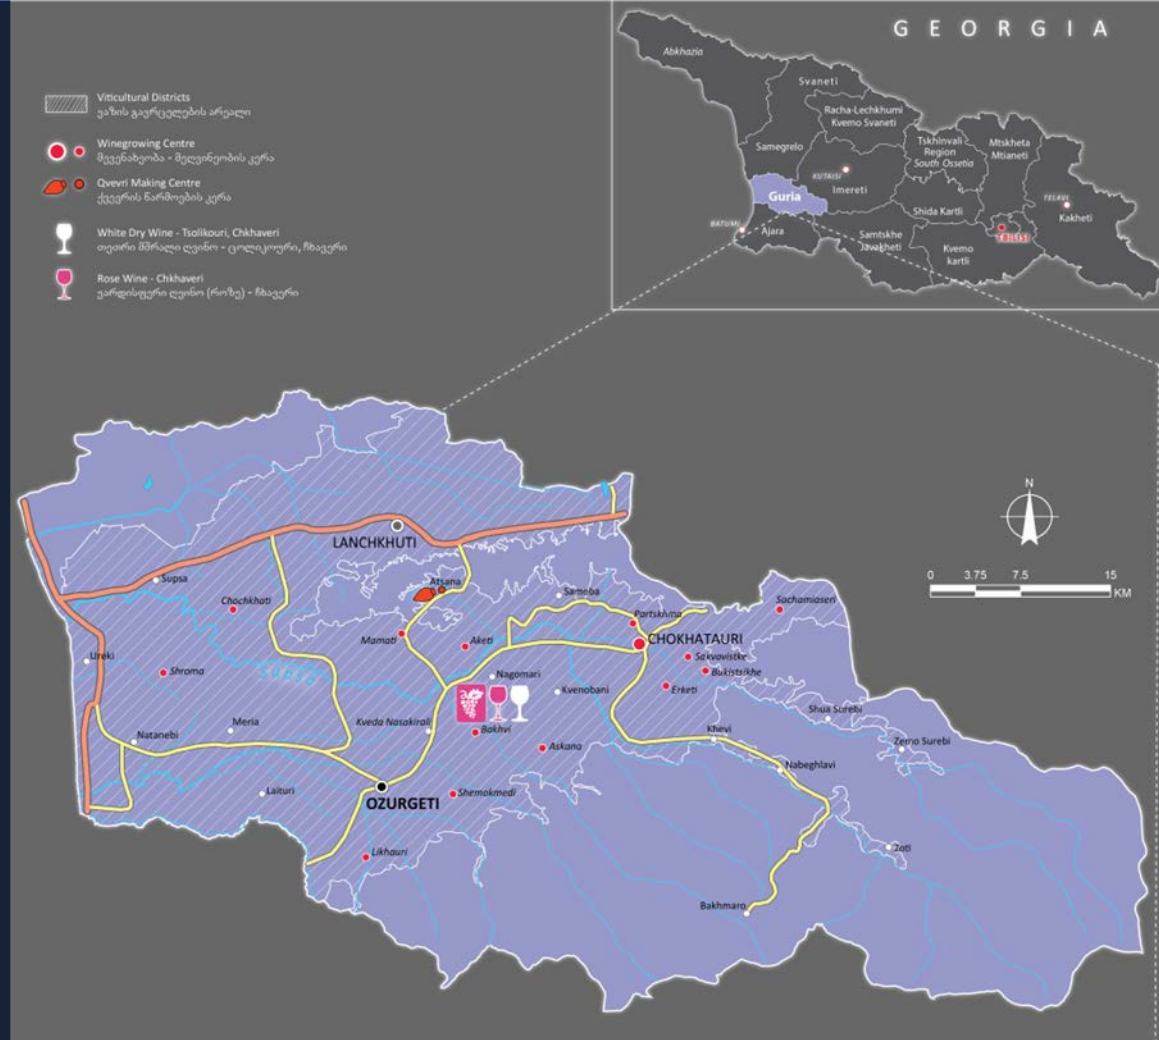 GEORGIA
Abkhazia
Svaneti
Racha-Lechkhumi
Kvemo Svaneti
Samegrelo
Tskhinvali
Region
South Ossetia
Mtskheta
Mtianeti
KUTAISI
Imereti
TELAVI
Guria
Shida Kartli
Kakheti
BATUMI
Ajara
Samtskhe
Javakheti
Kvemo
kartli
TBILISI
Viticultural Districts
ვაზის გავრცელების არეალი
Winegrowing Centre
მევენახეობა - მეღვინეობის კერა
Qvevri Making Centre
ქვევრის წარმოების კერა
White Dry Wine - Tsolikouri, Chkhaveri
თეთრი მშრალი ღვინო - ცოლიკოური, ჩხავერი
Rose Wine - Chkhaveri
ვარდისფერი ღვინო (როზე) - ჩხავერი
N
0 3.75 7.5 15
KM
LANCHKHUTI
Supsa
Atsana
Sameba
Chochkhati
Sachamiaseri
Partskhma
Mamati
Aketi
CHOKHATAURI
Ureki
Sakvavistke
Shroma
Supsa
Nagomari
Bukistsikhe
Kvenobani
Erketi
Shua Surebi
Meria
Kveda Nasakirali
Bakhvi
Khevi
Natanebi
Askana
Zemo Surebi
Nabeghlavi
Laituri
OZURGETI
Shemokmedi
Likhauri
Zoti
Bakhmaro